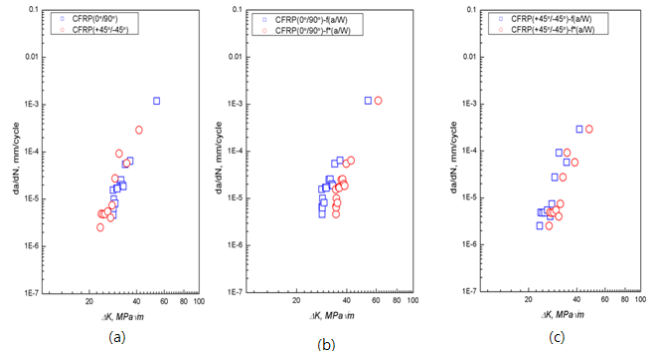 CFRP(0°/90°)
CFRP(+45°/-45°)
0.1
0.01
1E-3
1E-4
1E-5
1E-6
1E-7
20
40
60
80
100
da/dN, mm/cycle
ΔK, MPa√m
(a)
CFRP(0°/90°)-f(a/W)
CFRP(0°/90°)-f*(a/W)
0.1
0.01
1E-3
1E-4
1E-5
1E-6
1E-7
20
40
60
80
100
da/dN, mm/cycle
ΔK, MPa√m
(b)
CFRP(+45°/-45°)-f(a/W)
CFRP(+45°/-45°)-f*(a/W)
0.1
0.01
1E-3
1E-4
1E-5
1E-6
1E-7
20
40
60
80
100
da/dN, mm/cycle
ΔK, MPa√m
(c)